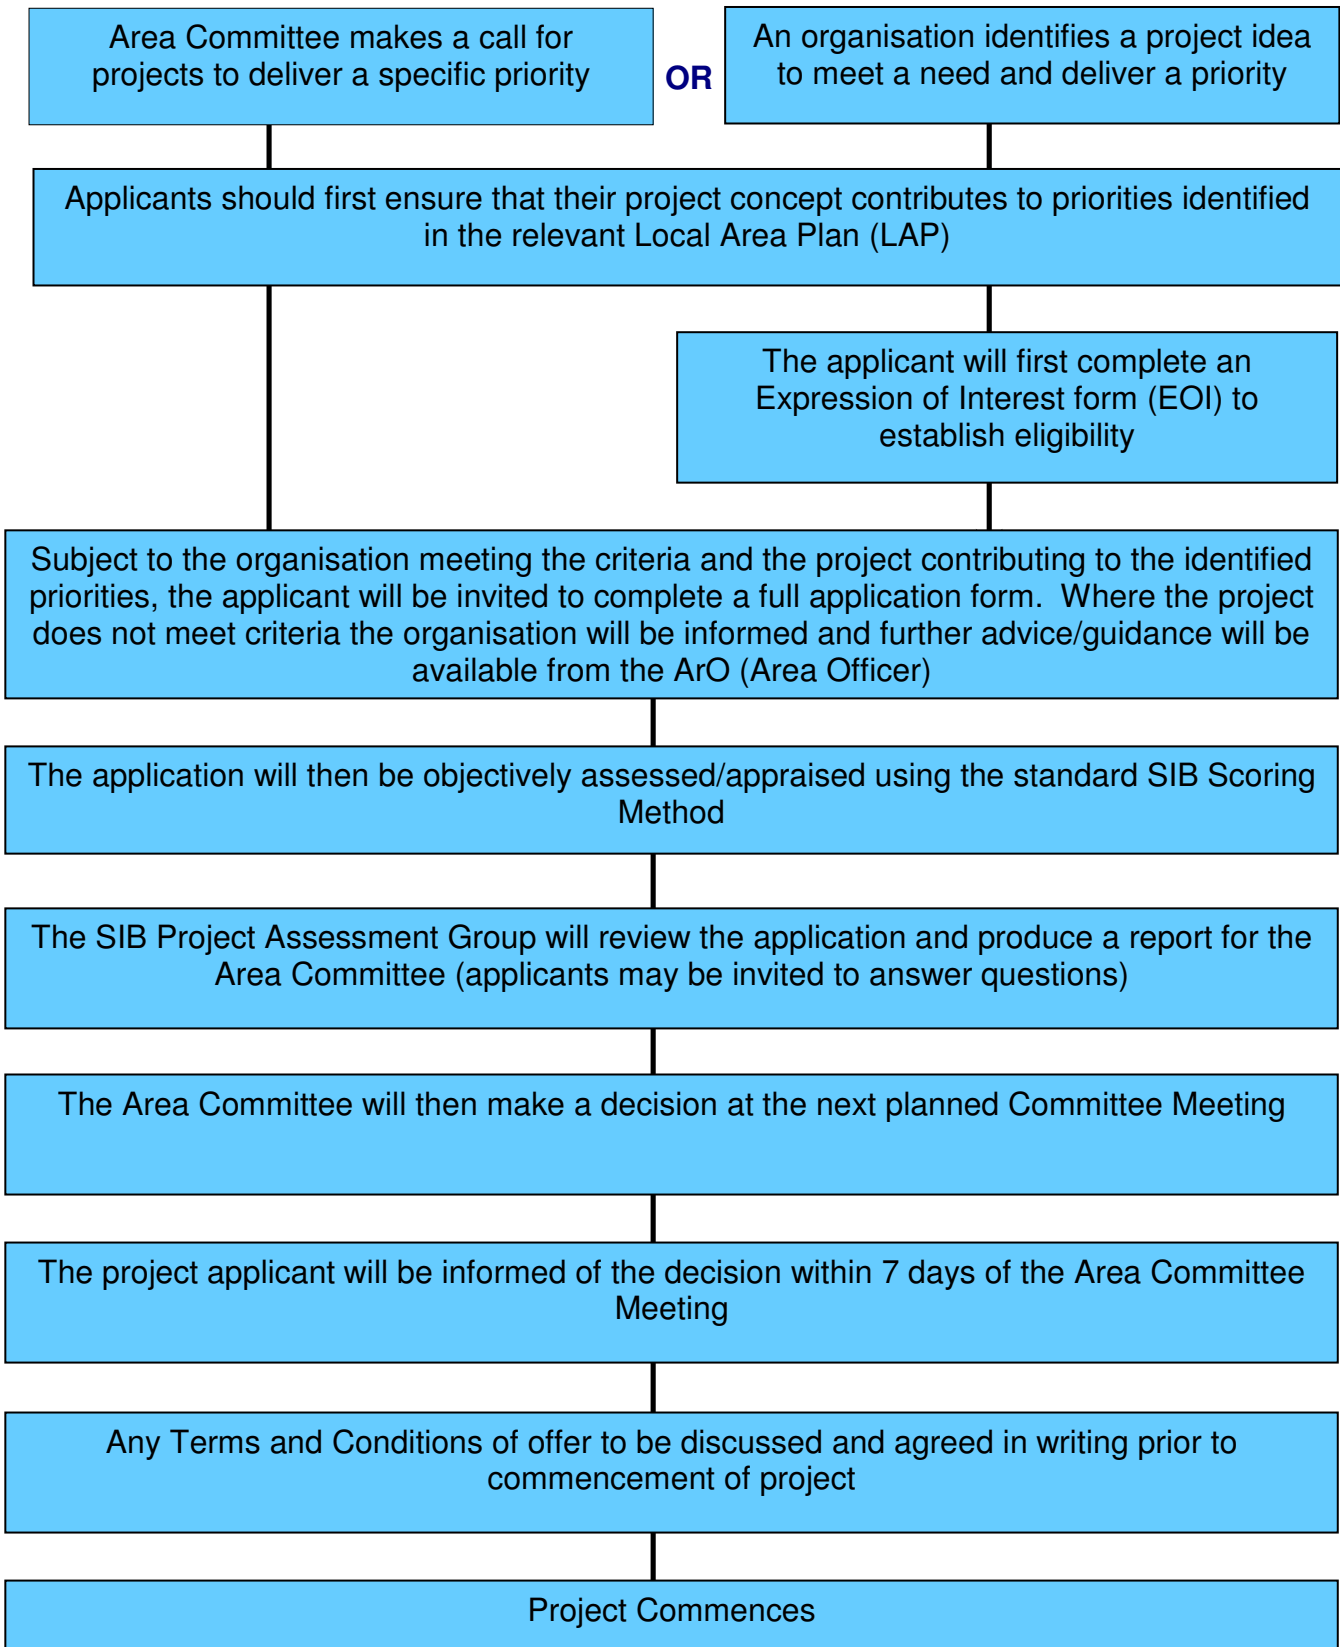 Area Committee makes a call for
projects to deliver a specific priority
OR
An organisation identifies a project idea
to meet a need and deliver a priority
Applicants should first ensure that their project concept contributes to priorities identified
in the relevant Local Area Plan (LAP)
The applicant will first complete an
Expression of Interest form (EOI) to
establish eligibility
Subject to the organisation meeting the criteria and the project contributing to the identified
priorities, the applicant will be invited to complete a full application form.  Where the project
does not meet criteria the organisation will be informed and further advice/guidance will be
available from the ArO (Area Officer)
The application will then be objectively assessed/appraised using the standard SIB Scoring
Method
The SIB Project Assessment Group will review the application and produce a report for the
Area Committee (applicants may be invited to answer questions)
The Area Committee will then make a decision at the next planned Committee Meeting
The project applicant will be informed of the decision within 7 days of the Area Committee
Meeting
Any Terms and Conditions of offer to be discussed and agreed in writing prior to
commencement of project
Project Commences